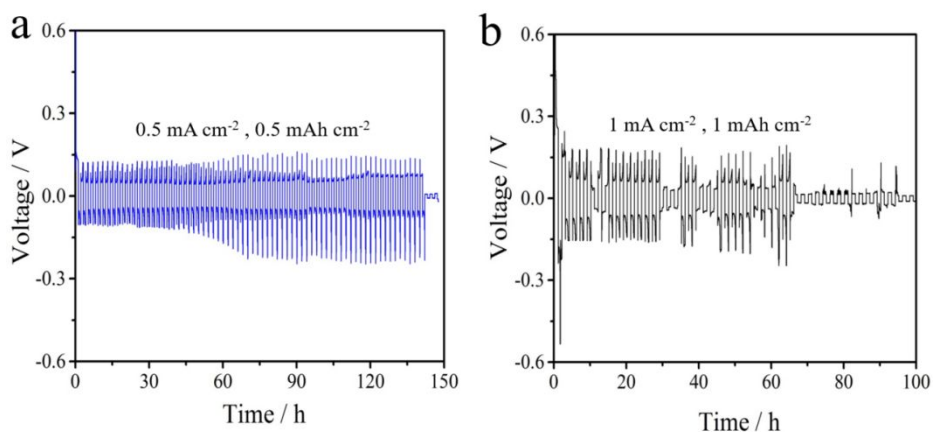 a
0.6
0.3
0.0
-0.3
-0.6
Voltage / V
0.5 mA cm⁻² , 0.5 mAh cm⁻²
0 30 60 90 120 150
Time / h
b
0.6
0.3
0.0
-0.3
-0.6
Voltage / V
1 mA cm⁻² , 1 mAh cm⁻²
0 20 40 60 80 100
Time / h